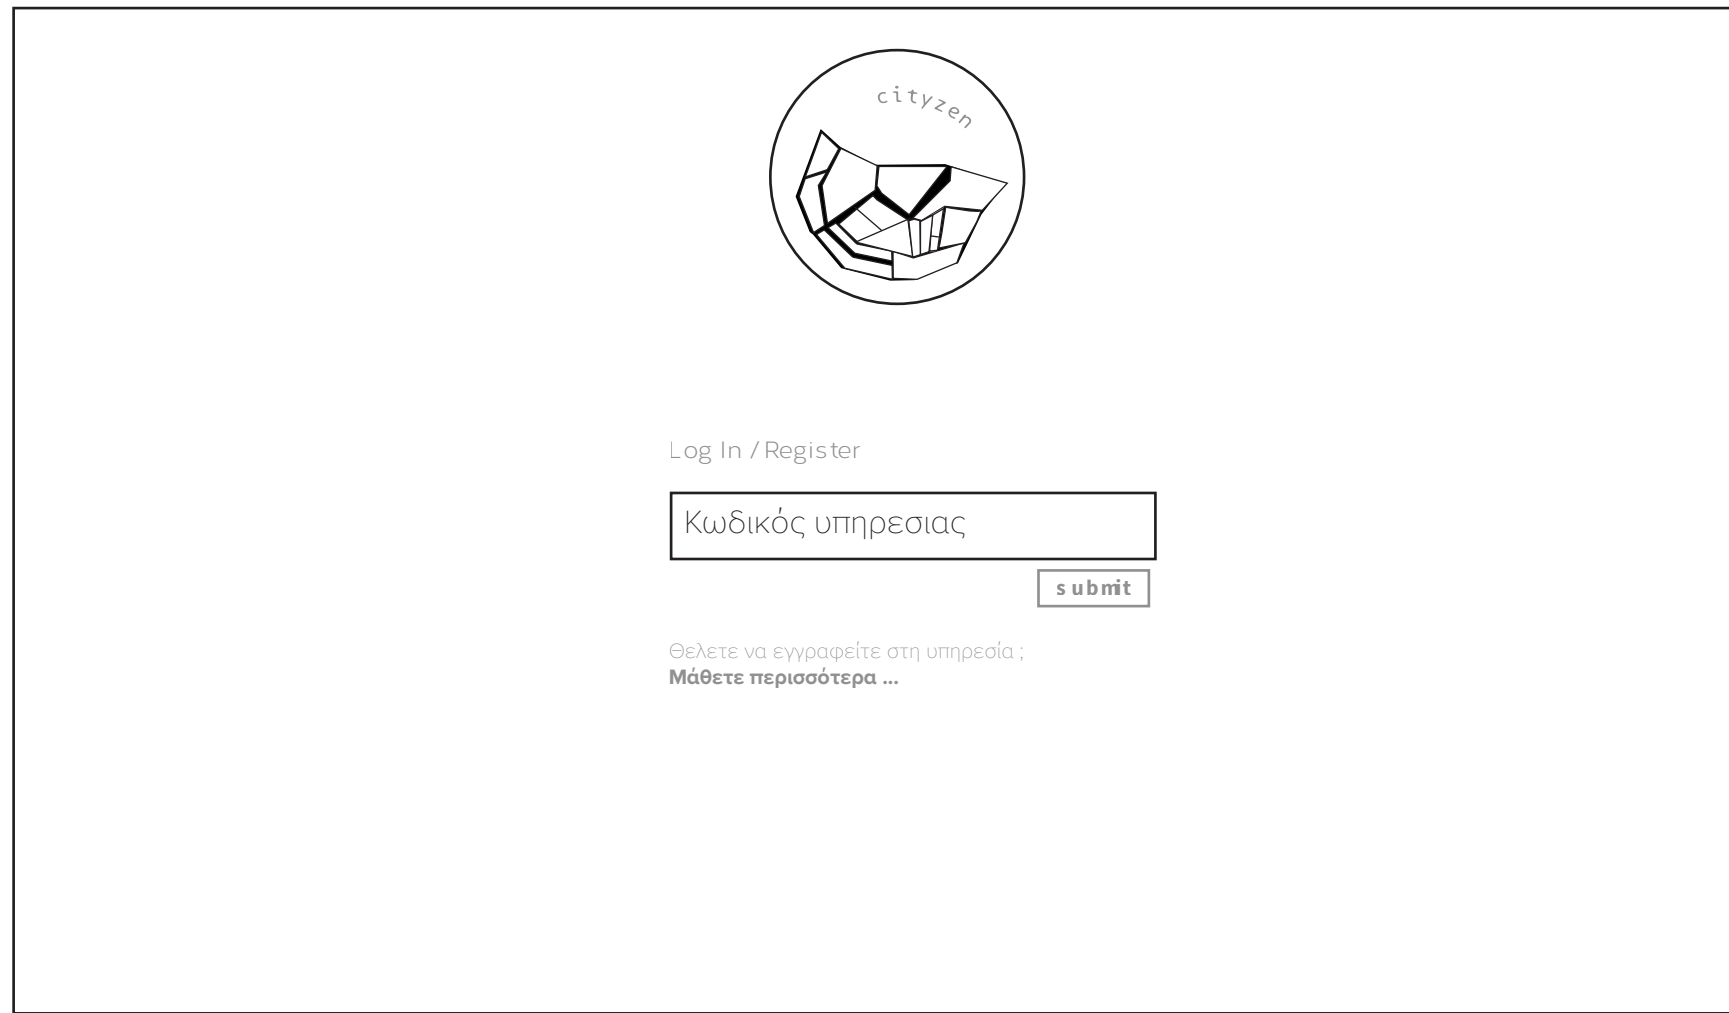 cityzen
Log In / Register
Κωδικός υπηρεσιας
submit
Θελετε να εγγραφείτε στη υπηρεσία ;
Μάθετε περισσότερα ...